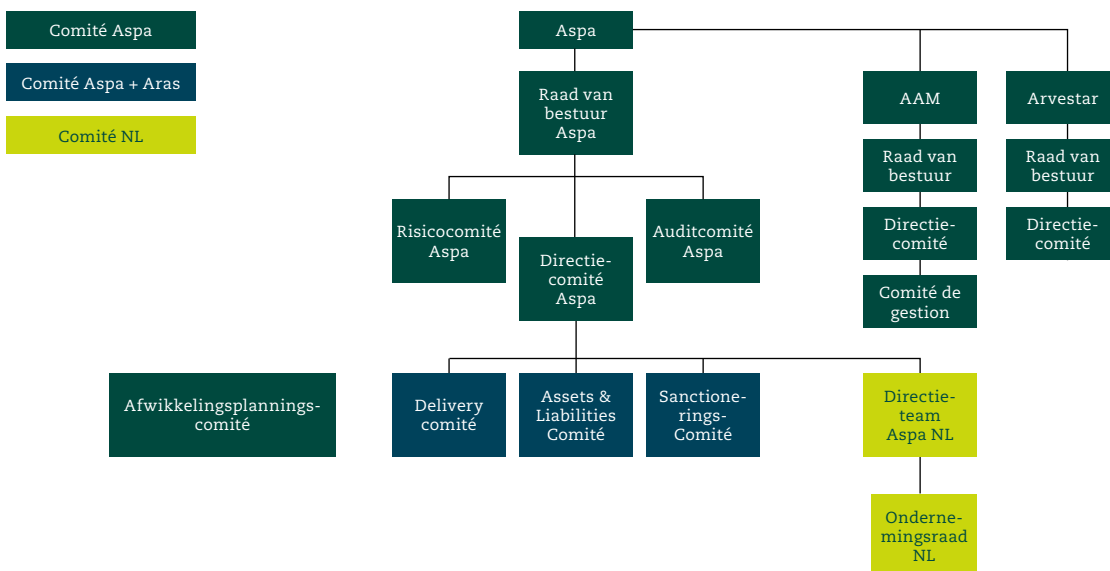 Comité Aspa
Comité Aspa + Aras
Comité NL
Aspa
Raad van
bestuur
Aspa
AAM
Arvestar
Raad van
bestuur
Raad van
bestuur
Risicocomité
Aspa
Directie-
comité
Aspa
Auditcomité
Aspa
Directie-
comité
Directie-
comité
Comité de
gestion
Afwikkelingsplannings-
comité
Delivery
comité
Assets &
Liabilities
Comité
Sanctione-
rings-
Comité
Directie-
team
Aspa NL
Onderne-
mingsraad
NL